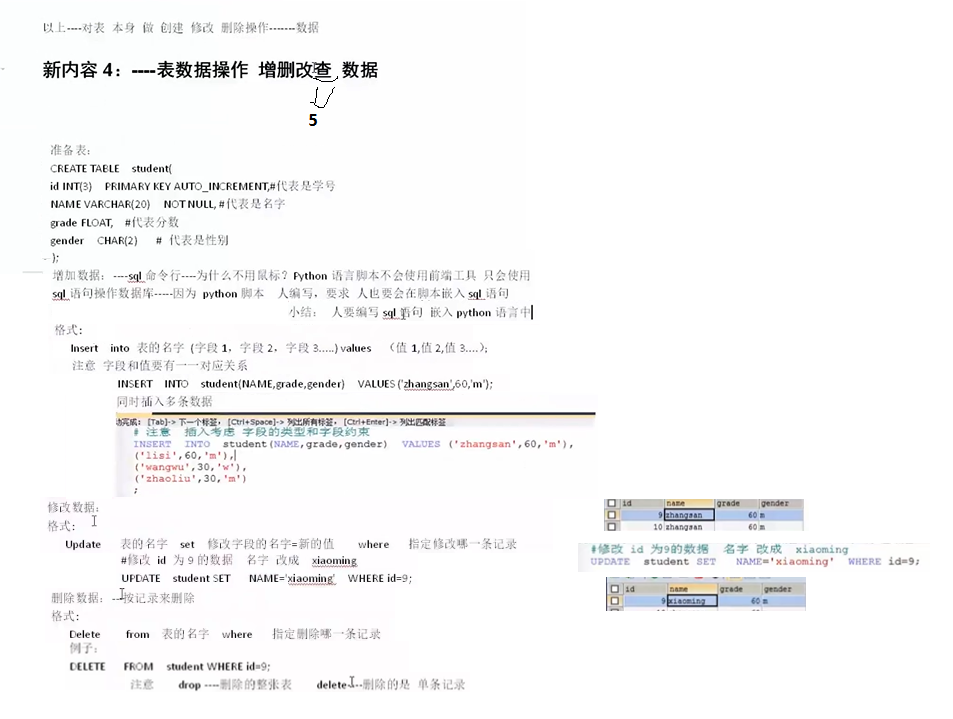 以上----对表 本身 做 创建 修改 删除操作-------数据
新内容 4：----表数据操作 增删改查 数据
5
准备表：
CREATE TABLE student(
id INT(3) PRIMARY KEY AUTO_INCREMENT,#代表是学号
NAME VARCHAR(20) NOT NULL, #代表是名字
grade FLOAT, #代表分数
gender CHAR(2) # 代表是性别
);
增加数据：----sql 命令行----为什么不用鼠标？Python 语言脚本不会使用前端工具 只会使用
sql 语句操作数据库-----因为 python 脚本 人编写，要求 人也要会在脚本嵌入 sql 语句
小结： 人要编写 sql 语句 嵌入 python 语言中
格式：
Insert into 表的名字 (字段 1，字段 2，字段 3.....) values （值 1,值 2,值 3....）；
注意 字段和值要有一一对应关系
INSERT INTO student(NAME,grade,gender) VALUES ('zhangsan',60,'m');
同时插入多条数据
动完成： [Tab]-> 下一个标签， [Ctrl+Space]-> 列出所有标签， [Ctrl+Enter]-> 列出匹配标签
# 注意 插入考虑 字段的类型和字段约束
INSERT INTO student(NAME,grade,gender) VALUES ('zhangsan',60,'m'),
('lisi',60,'m'),
('wangwu',30,'w'),
('zhaoliu',30,'m')
;
修改数据：
格式：
Update 表的名字 set 修改字段的名字=新的值 where 指定修改哪一条记录
#修改 id 为 9 的数据 名字 改成 xiaoming
UPDATE student SET NAME='xiaoming' WHERE id=9;
id name grade gender
9 zhangsan 60 m
10 zhangsan 60 m
#修改 id 为9的数据 名字 改成 xiaoming
UPDATE student SET NAME='xiaoming' WHERE id=9;
id name grade gender
9 xiaoming 60 m
删除数据：---按记录来删除
格式：
Delete from 表的名字 where 指定删除哪一条记录
例子：
DELETE FROM student WHERE id=9;
注意 drop ----删除的整张表 delete----删除的是 单条记录